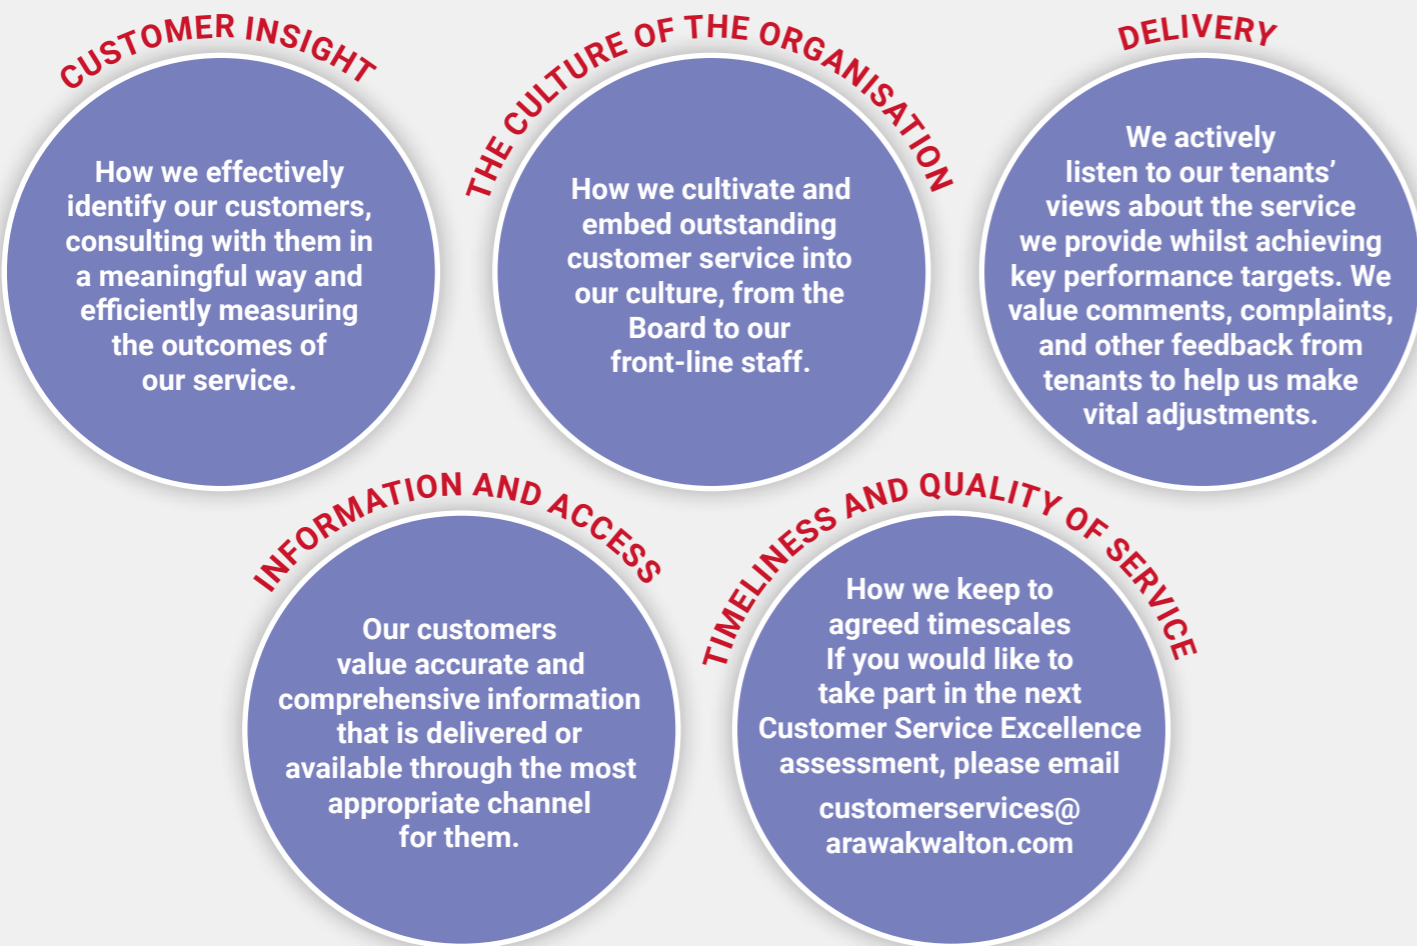 CUSTOMER INSIGHT
How we effectively
identify our customers,
consulting with them in
a meaningful way and
efficiently measuring
the outcomes of
our service.
THE CULTURE OF THE ORGANISATION
How we cultivate and
embed outstanding
customer service into
our culture, from the
Board to our
front-line staff.
DELIVERY
We actively
listen to our tenants’
views about the service
we provide whilst achieving
key performance targets. We
value comments, complaints,
and other feedback from
tenants to help us make
vital adjustments.
INFORMATION AND ACCESS
Our customers
value accurate and
comprehensive information
that is delivered or
available through the most
appropriate channel
for them.
TIMELINESS AND QUALITY OF SERVICE
How we keep to
agreed timescales
If you would like to
take part in the next
Customer Service Excellence
assessment, please email
customerservices@
arawakwalton.com